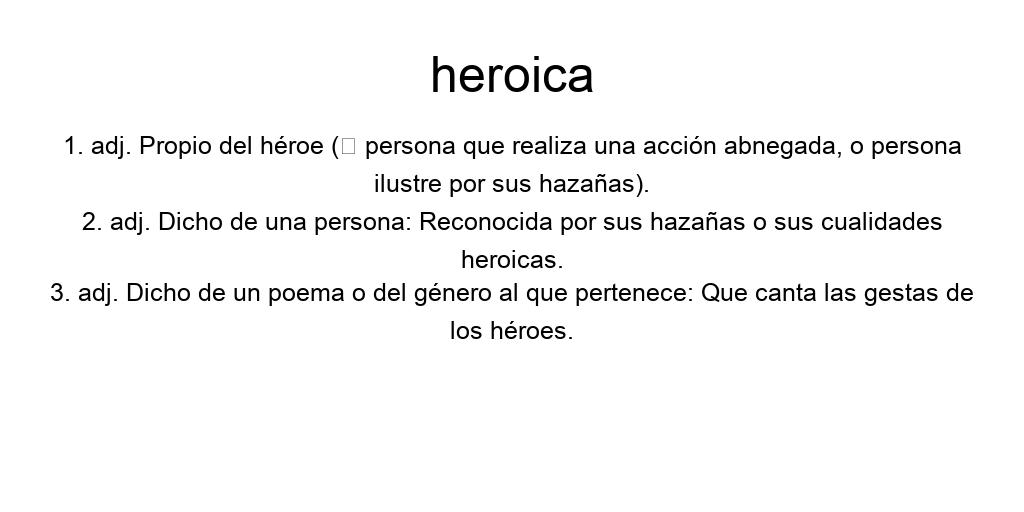 heroica
1. adj. Propio del héroe (▯ persona que realiza una acción abnegada, o persona
ilustre por sus hazañas).
2. adj. Dicho de una persona: Reconocida por sus hazañas o sus cualidades
heroicas.
3. adj. Dicho de un poema o del género al que pertenece: Que canta las gestas de
los héroes.